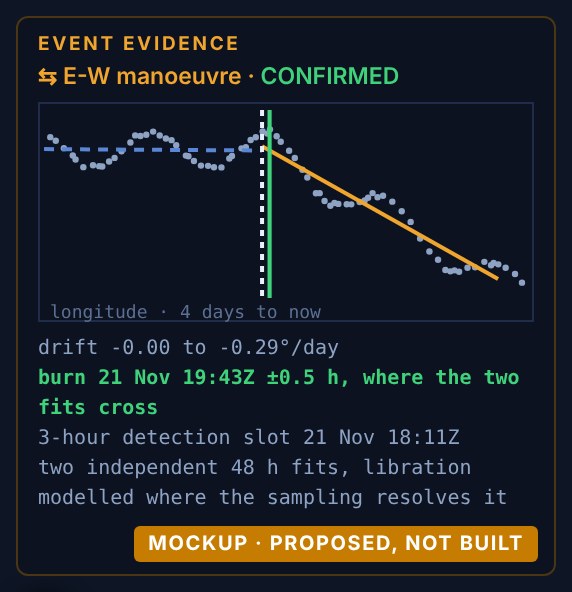 EVENT EVIDENCE
⇆ E-W manoeuvre · CONFIRMED
longitude · 4 days to now
drift -0.00 to -0.29°/day
burn 21 Nov 19:43Z ±0.5 h, where the two
fits cross
3-hour detection slot 21 Nov 18:11Z
two independent 48 h fits, libration
modelled where the sampling resolves it
MOCKUP · PROPOSED, NOT BUILT